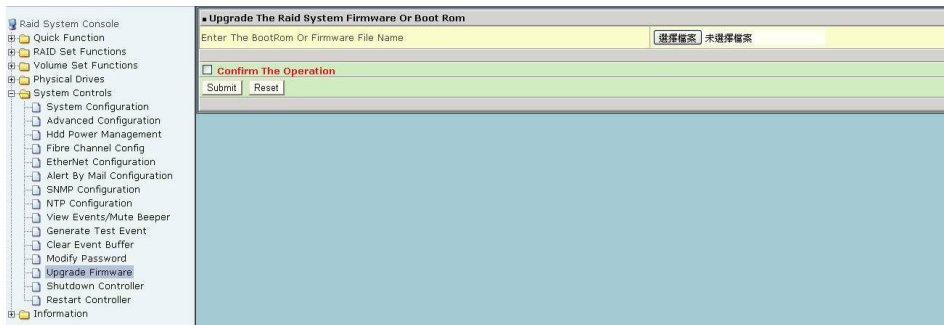 Raid System Console
Quick Function
RAID Set Functions
Volume Set Functions
Physical Drives
System Controls
System Configuration
Advanced Configuration
Hdd Power Management
Fibre Channel Config
EtherNet Configuration
Alert By Mail Configuration
SNMP Configuration
NTP Configuration
View Events/Mute Beeper
Generate Test Event
Clear Event Buffer
Modify Password
Upgrade Firmware
Shutdown Controller
Restart Controller
Information
Upgrade The Raid System Firmware Or Boot Rom
Enter The BootRom Or Firmware File Name
選擇檔案 未選擇檔案
Confirm The Operation
Submit Reset